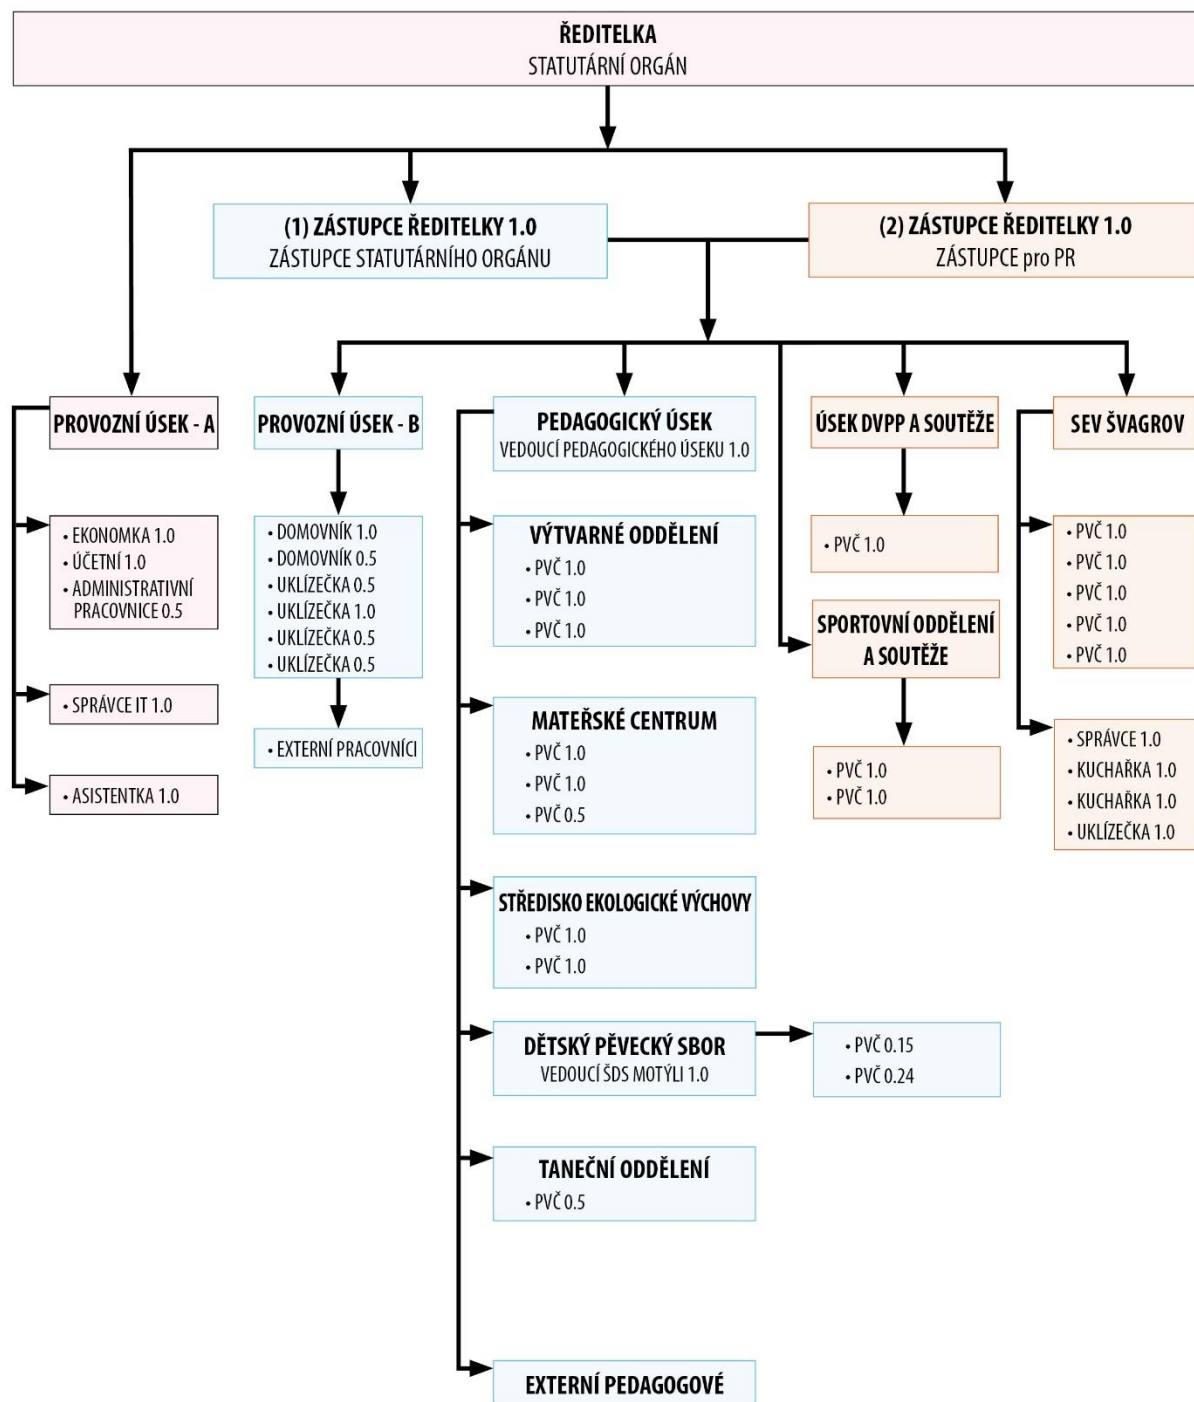 ŘEDITELKA
STATUTÁRNÍ ORGÁN
(1) ZÁSTUPCE ŘEDITELKY 1.0
ZÁSTUPCE STATUTÁRNÍHO ORGÁNU
(2) ZÁSTUPCE ŘEDITELKY 1.0
ZÁSTUPCE pro PR
PROVOZNÍ ÚSEK - A
• EKONOMKA 1.0
• ÚČETNÍ 1.0
• ADMINISTRATIVNÍ
PRACOVNICE 0.5
• SPRÁVCE IT 1.0
• ASISTENTKA 1.0
PROVOZNÍ ÚSEK - B
• DOMOVNÍK 1.0
• DOMOVNÍK 0.5
• UKLÍZEČKA 0.5
• UKLÍZEČKA 1.0
• UKLÍZEČKA 0.5
• UKLÍZEČKA 0.5
• EXTERNÍ PRACOVNÍCI
PEDAGOGICKÝ ÚSEK
VEDOUCÍ PEDAGOGICKÉHO ÚSEKU 1.0
VÝTVARNÉ ODDĚLENÍ
• PVČ 1.0
• PVČ 1.0
• PVČ 1.0
MATEŘSKÉ CENTRUM
• PVČ 1.0
• PVČ 1.0
• PVČ 0.5
STŘEDISKO EKOLOGICKÉ VÝCHOVY
• PVČ 1.0
• PVČ 1.0
DĚTSKÝ PĚVECKÝ SBOR
VEDOUCÍ ŠDS MOTÝLI 1.0
• PVČ 0.15
• PVČ 0.24
TANEČNÍ ODDĚLENÍ
• PVČ 0.5
EXTERNÍ PEDAGOGOVÉ
ÚSEK DVPP A SOUTĚŽE
• PVČ 1.0
SPORTOVNÍ ODDĚLENÍ
A SOUTĚŽE
• PVČ 1.0
• PVČ 1.0
SEV ŠVAGROV
• PVČ 1.0
• PVČ 1.0
• PVČ 1.0
• PVČ 1.0
• PVČ 1.0
• SPRÁVCE 1.0
• KUCHAŘKA 1.0
• KUCHAŘKA 1.0
• UKLÍZEČKA 1.0